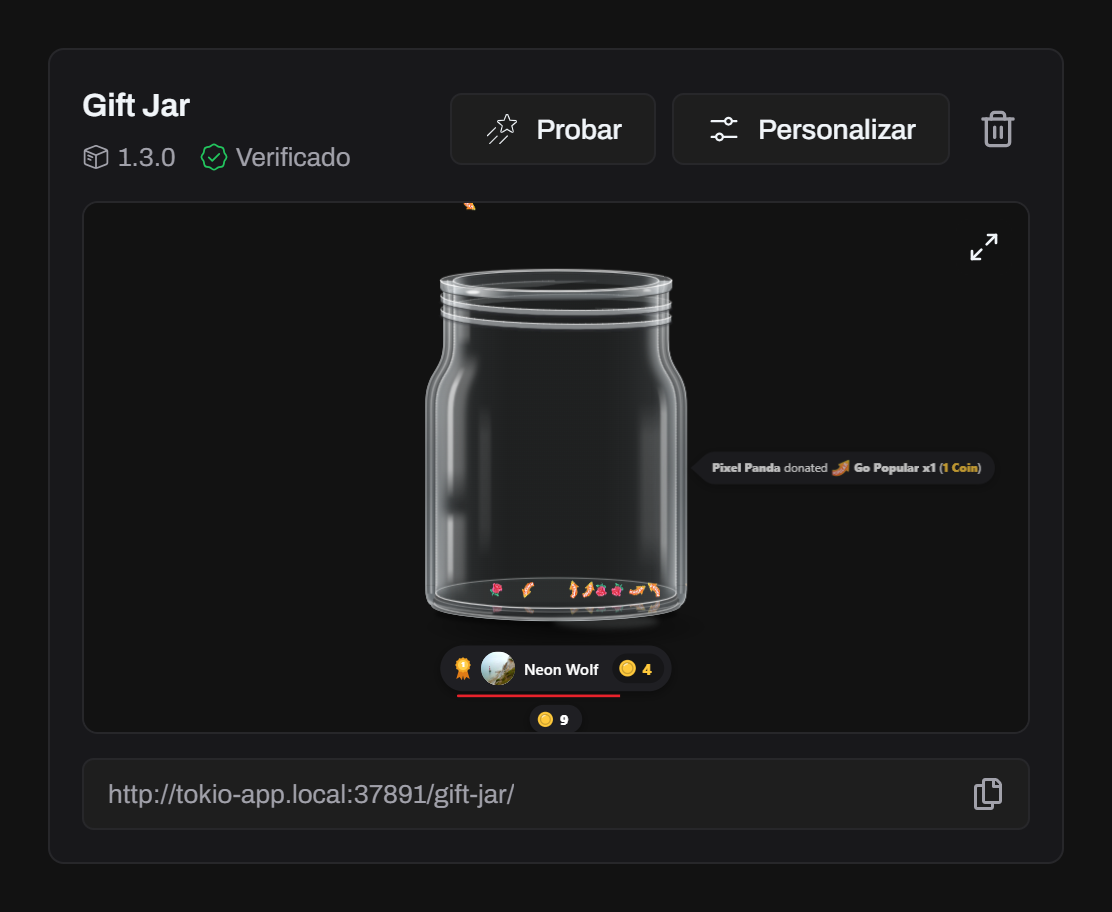 Gift Jar
1.3.0 Verificado
Probar
Personalizar
Pixel Panda donated Go Popular x1 (1 Coin)
Neon Wolf 4
9
http://tokio-app.local:37891/gift-jar/